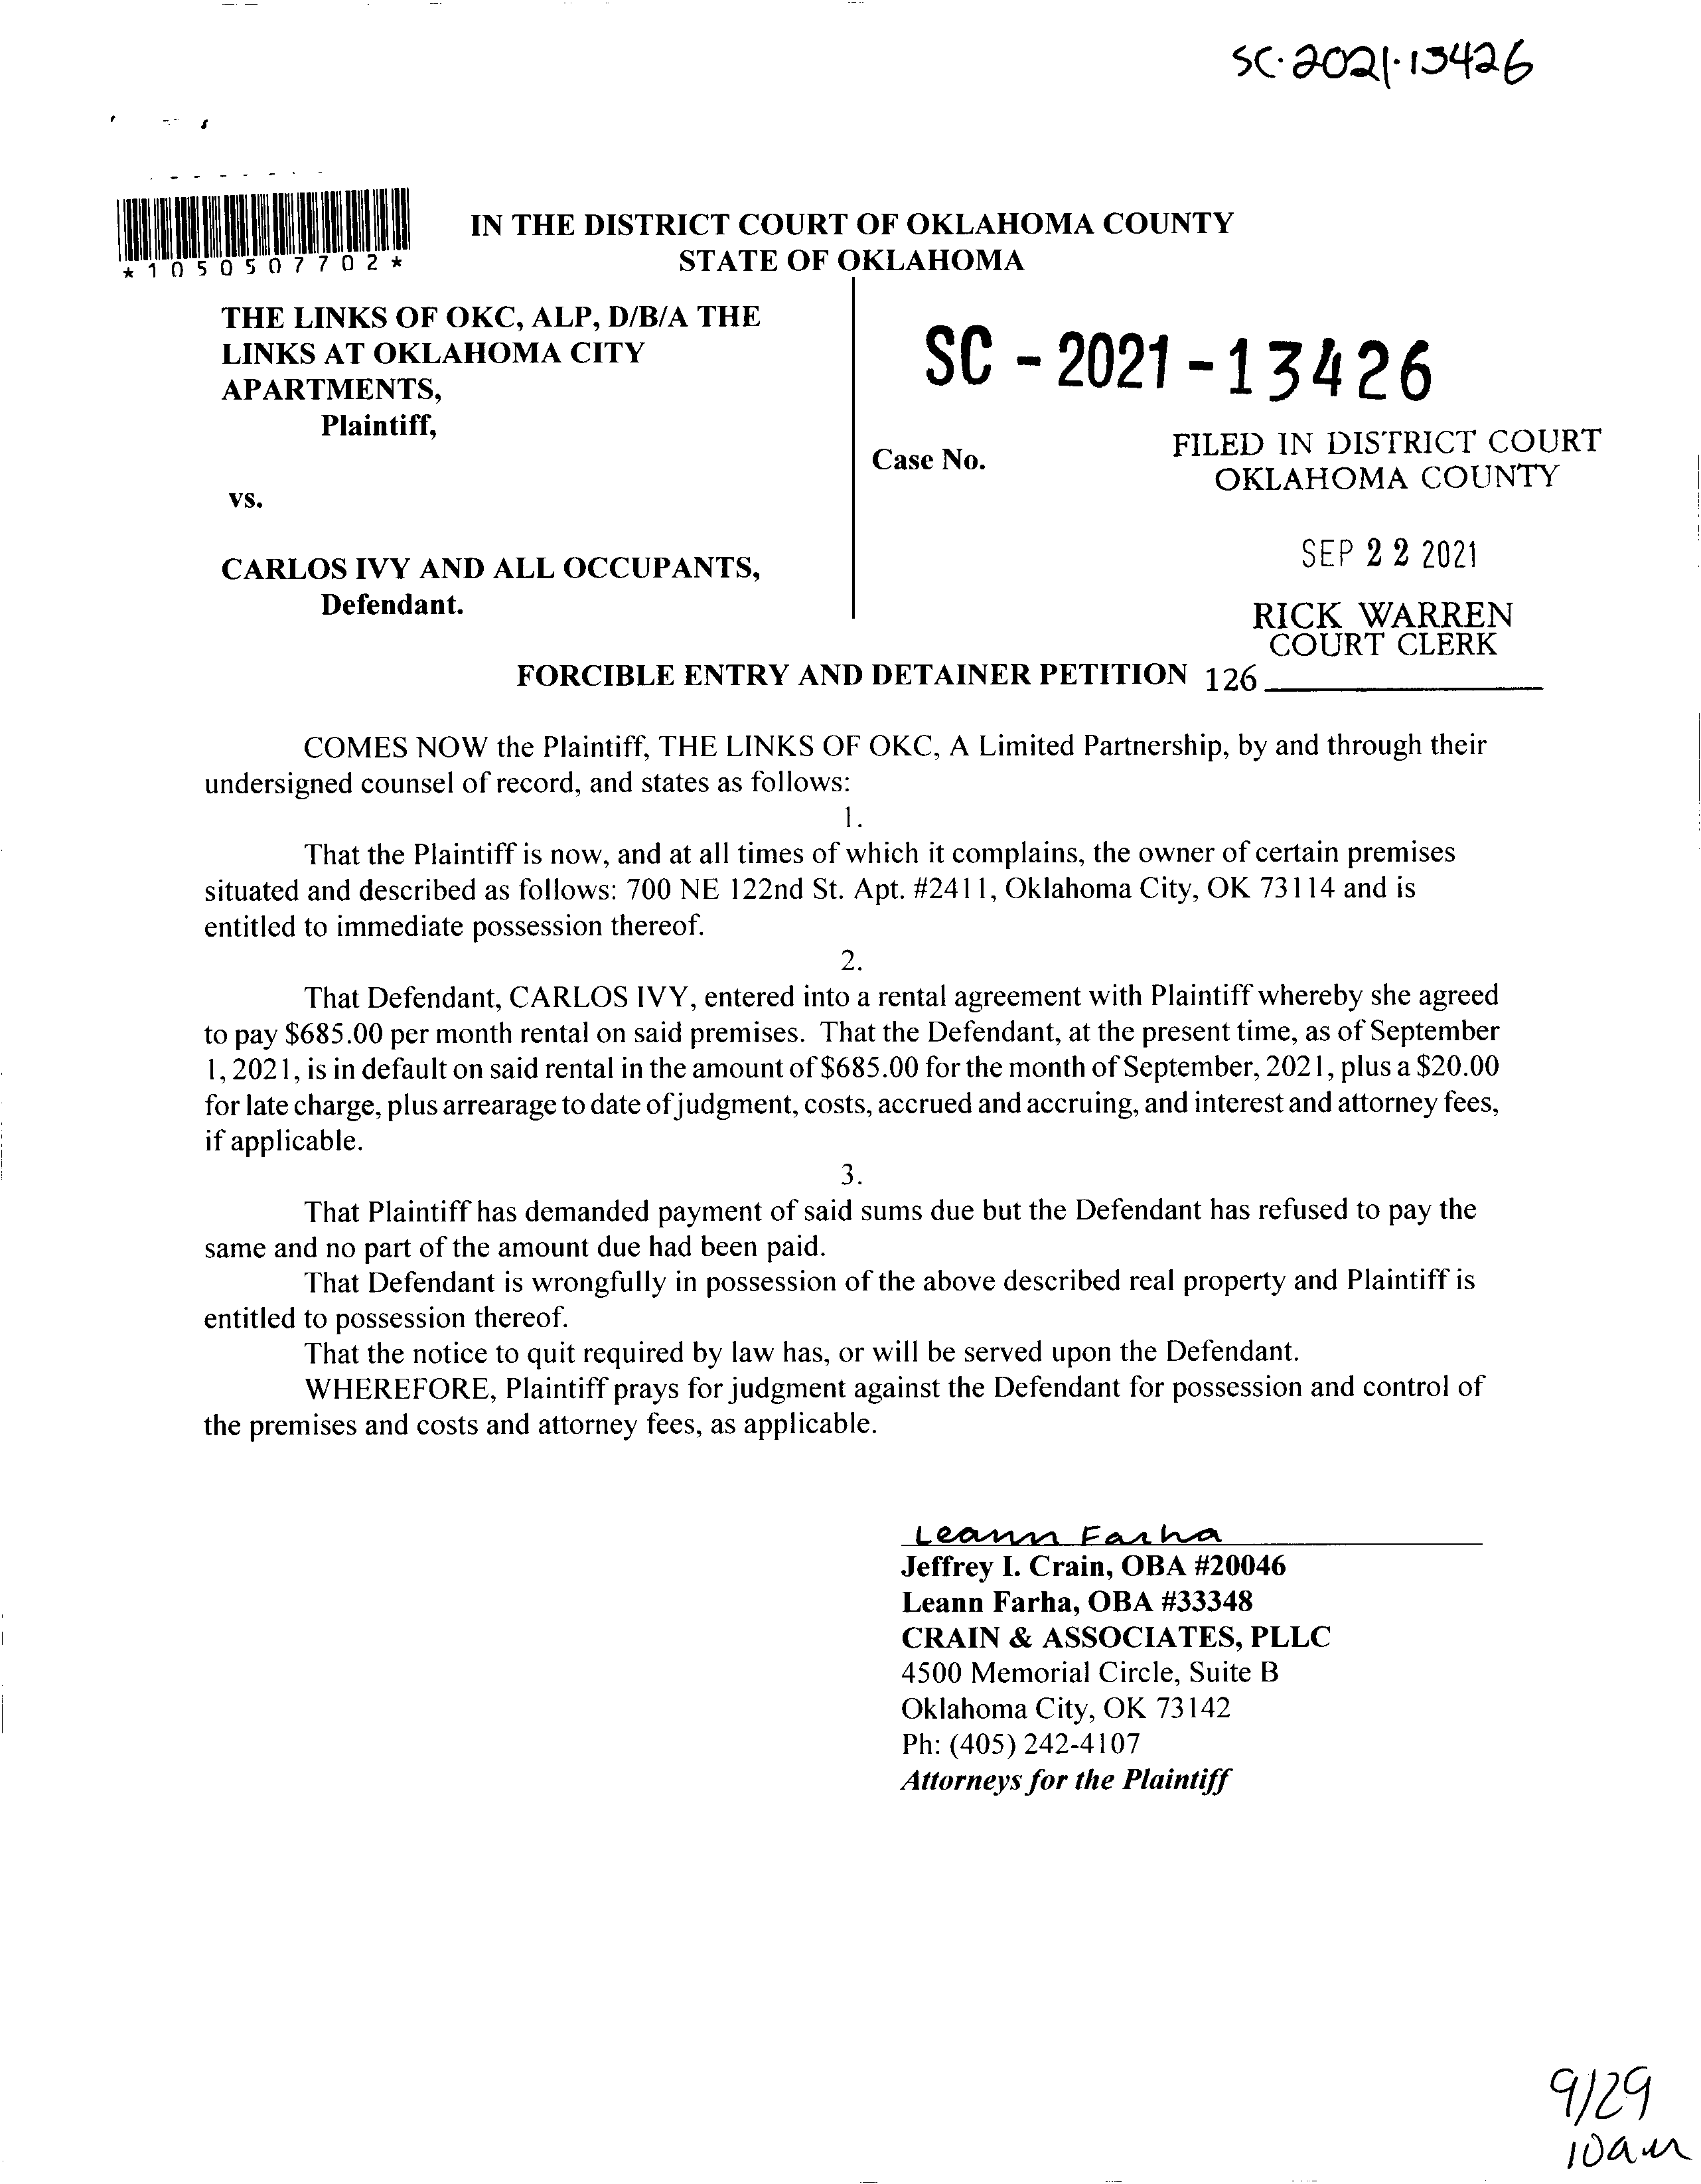 SC·2021·13426
*1050507702*
IN THE DISTRICT COURT OF OKLAHOMA COUNTY
STATE OF OKLAHOMA
THE LINKS OF OKC, ALP, D/B/A THE
LINKS AT OKLAHOMA CITY
APARTMENTS,
Plaintiff,
vs.
CARLOS IVY AND ALL OCCUPANTS,
Defendant.
SC - 2021 - 13426
Case No.
FILED IN DISTRICT COURT
OKLAHOMA COUNTY
SEP 22 2021
RICK WARREN
COURT CLERK
126
FORCIBLE ENTRY AND DETAINER PETITION
COMES NOW the Plaintiff, THE LINKS OF OKC, A Limited Partnership, by and through their
undersigned counsel of record, and states as follows:
1.
That the Plaintiff is now, and at all times of which it complains, the owner of certain premises
situated and described as follows: 700 NE 122nd St. Apt. #2411, Oklahoma City, OK 73114 and is
entitled to immediate possession thereof.
2.
That Defendant, CARLOS IVY, entered into a rental agreement with Plaintiff whereby she agreed
to pay $685.00 per month rental on said premises. That the Defendant, at the present time, as of September
1, 2021, is in default on said rental in the amount of $685.00 for the month of September, 2021, plus a $20.00
for late charge, plus arrearage to date of judgment, costs, accrued and accruing, and interest and attorney fees,
if applicable.
3.
That Plaintiff has demanded payment of said sums due but the Defendant has refused to pay the
same and no part of the amount due had been paid.
That Defendant is wrongfully in possession of the above described real property and Plaintiff is
entitled to possession thereof.
That the notice to quit required by law has, or will be served upon the Defendant.
WHEREFORE, Plaintiff prays for judgment against the Defendant for possession and control of
the premises and costs and attorney fees, as applicable.
Leann Farha
Jeffrey I. Crain, OBA #20046
Leann Farha, OBA #33348
CRAIN & ASSOCIATES, PLLC
4500 Memorial Circle, Suite B
Oklahoma City, OK 73142
Ph: (405) 242-4107
Attorneys for the Plaintiff
9/29
10am